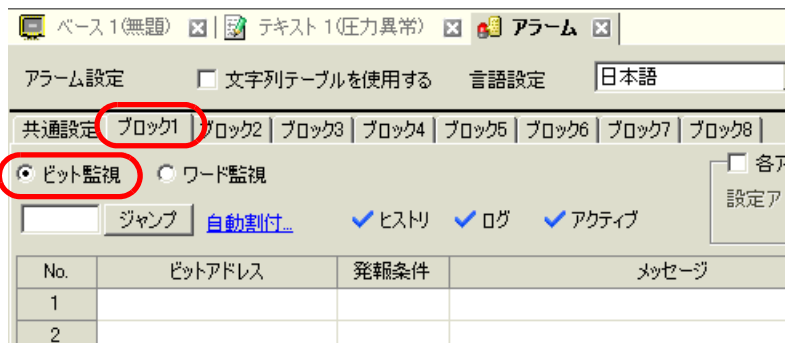 ベース 1(無題) テキスト 1(圧力異常) アラーム
アラーム設定 文字列テーブルを使用する 言語設定 日本語
共通設定 ブロック1 ブロック2 ブロック3 ブロック4 ブロック5 ブロック6 ブロック7 ブロック8
ビット監視 ワード監視 各ア
ジャンプ 自動割付... ヒストリ ログ アクティブ 設定ア
No. ビットアドレス 発報条件 メッセージ
1
2